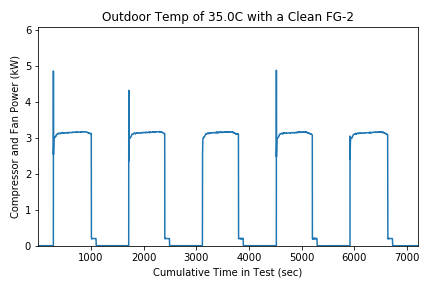 Outdoor Temp of 35.0C with a Clean FG-2
6
5
4
3
2
1
0
Compressor and Fan Power (kW)
1000 2000 3000 4000 5000 6000 7000
Cumulative Time in Test (sec)